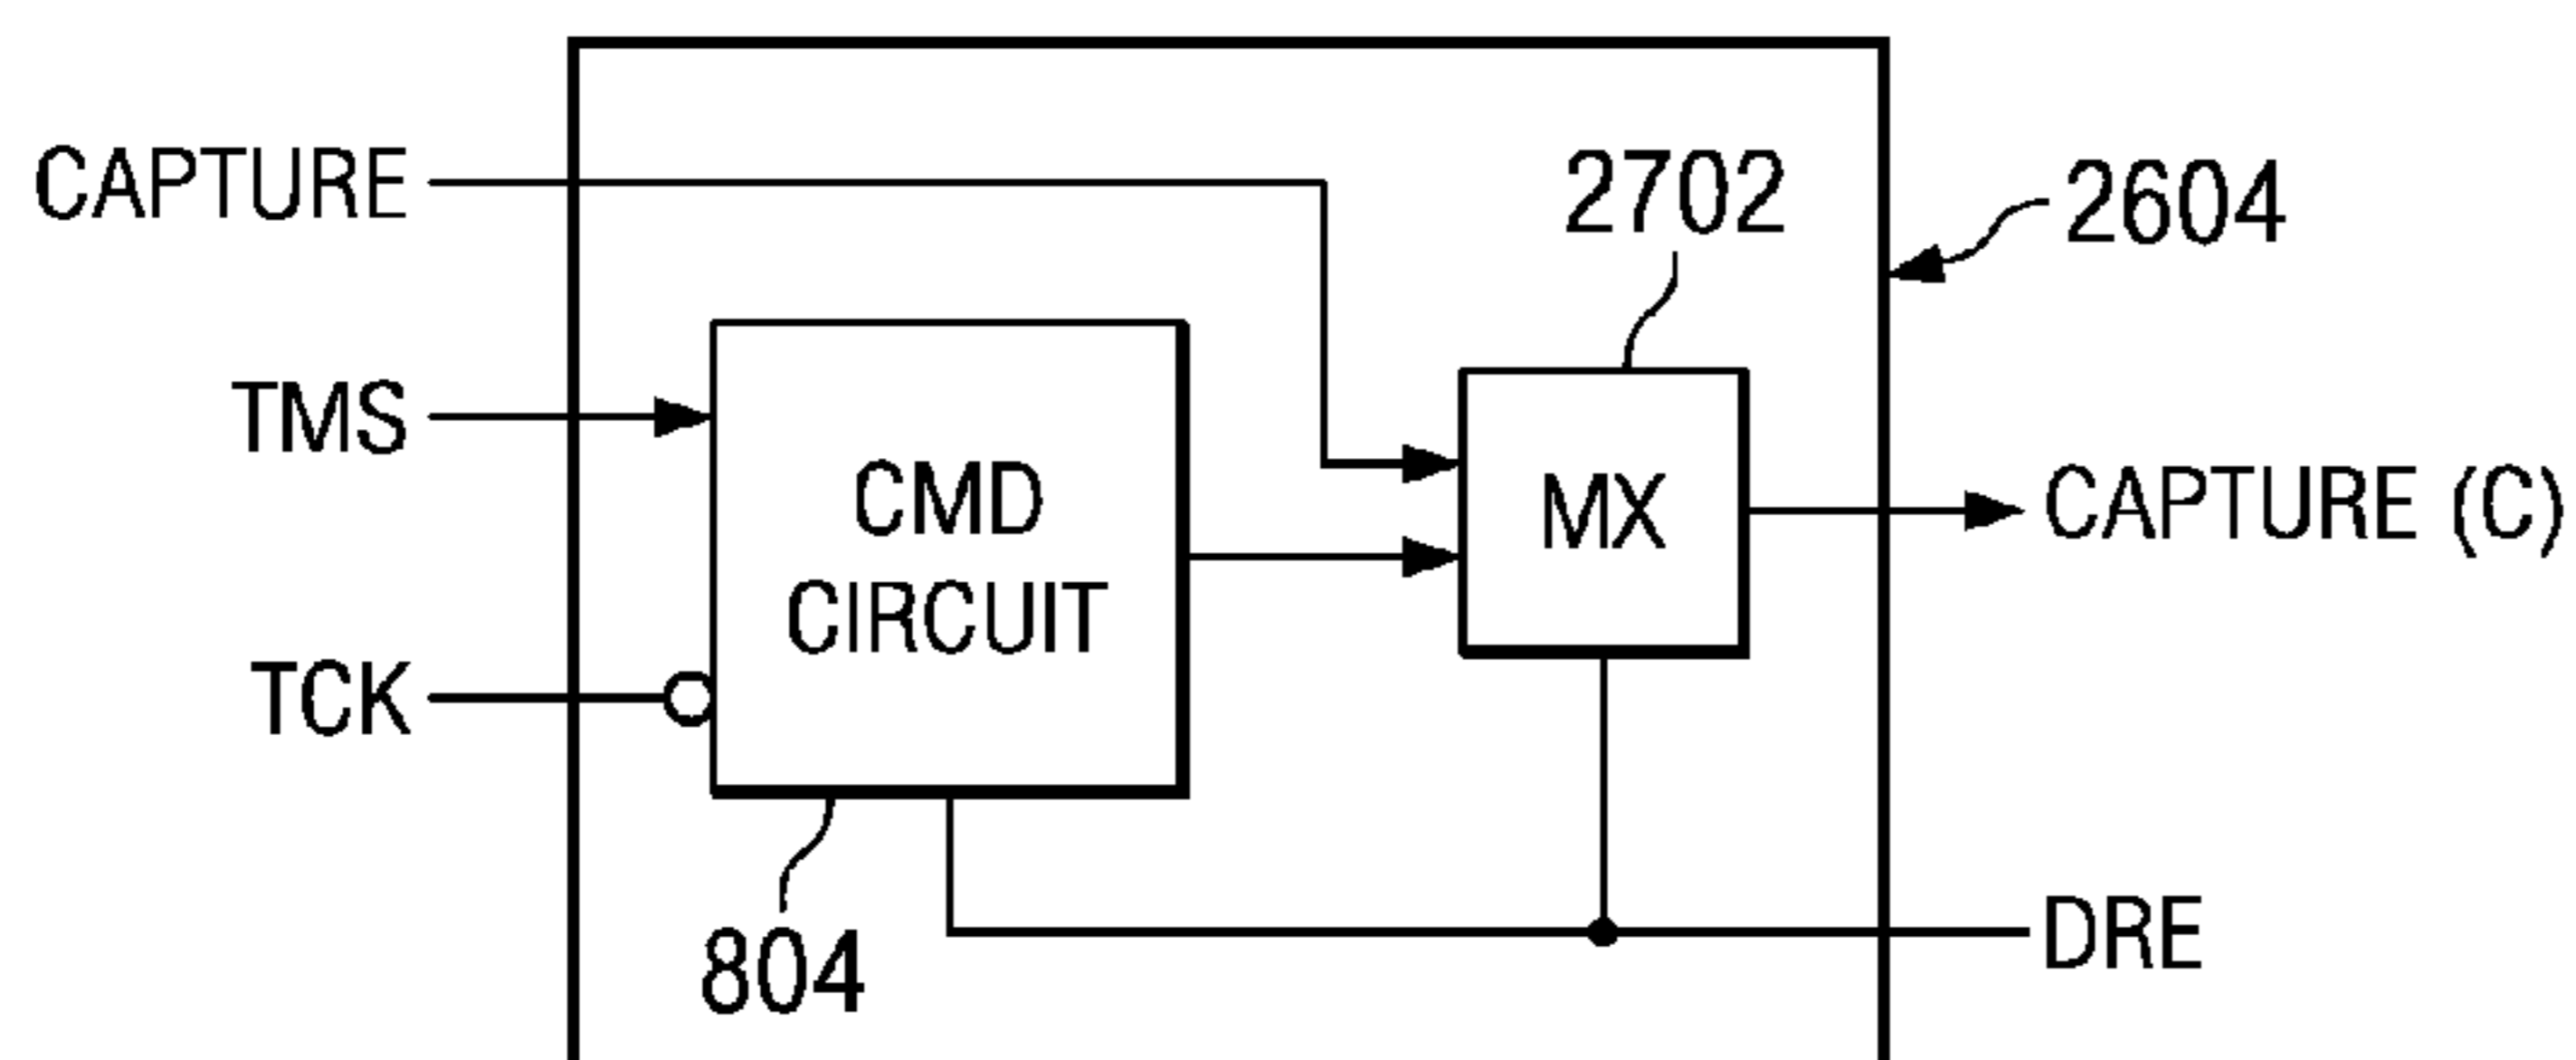 CAPTURE
2702
2604
TMS
CMD
CIRCUIT
MX
CAPTURE (C)
TCK
804
DRE